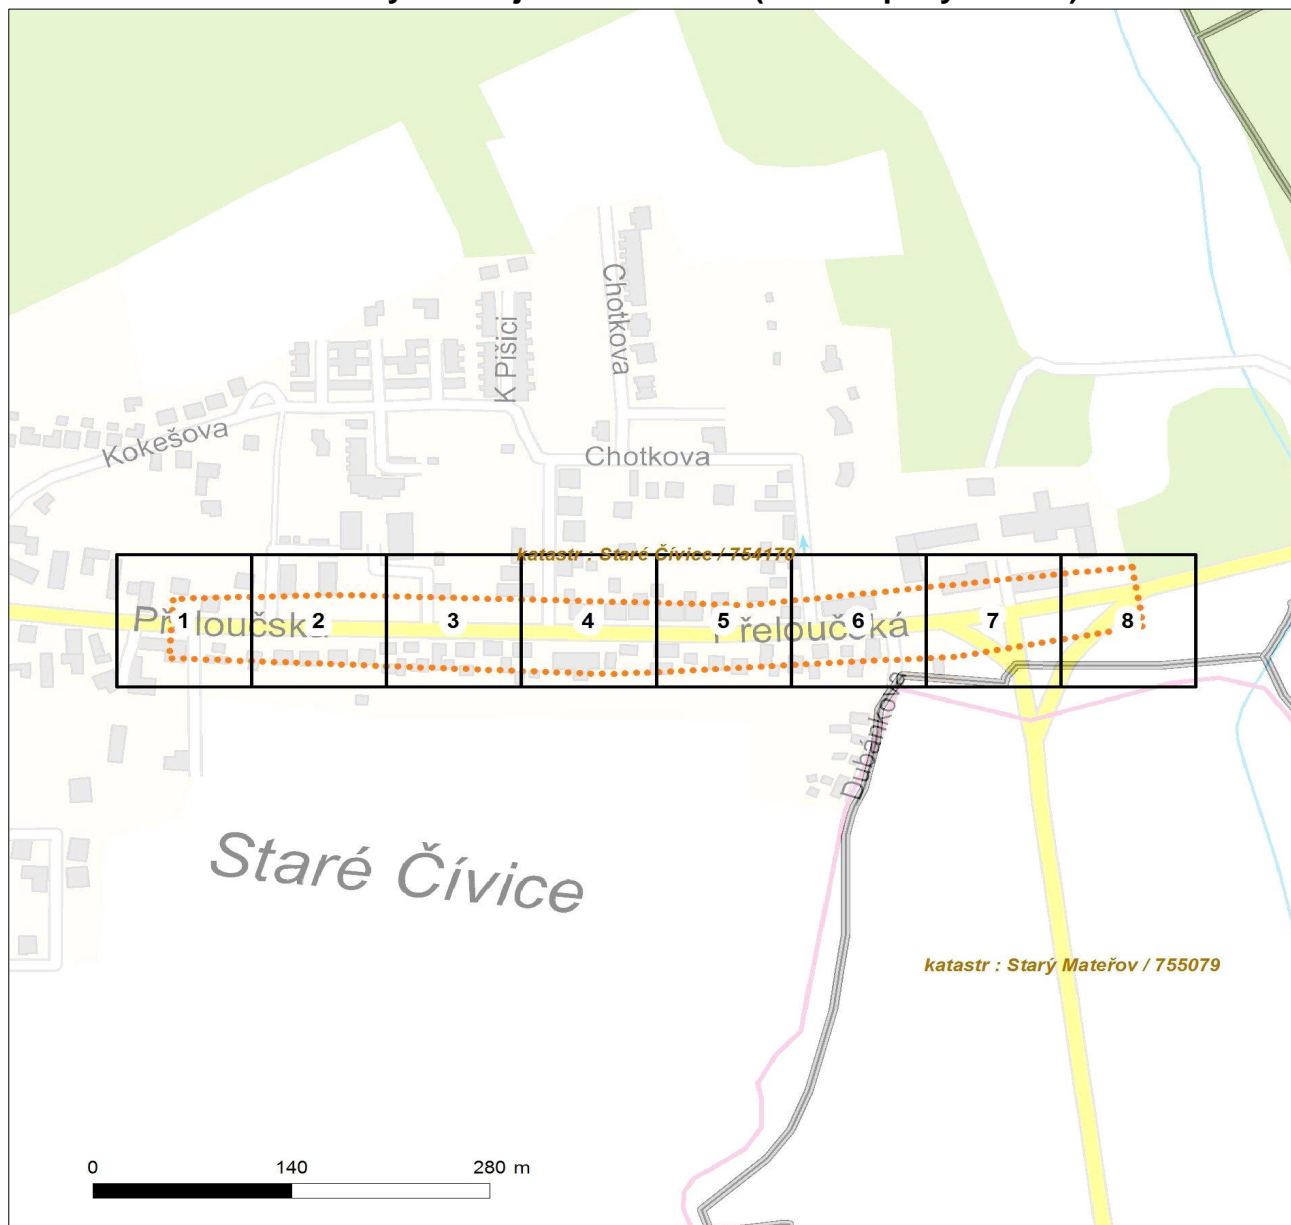 Chotkova
K Pišíci
Kokešova
Chotkova
katastr : Staré Čívice / 754170
1
2
3
4
5
6
7
8
Přeloučská
Dubánkova
Staré Čívice
katastr : Starý Mateřov / 755079
0 140 280 m